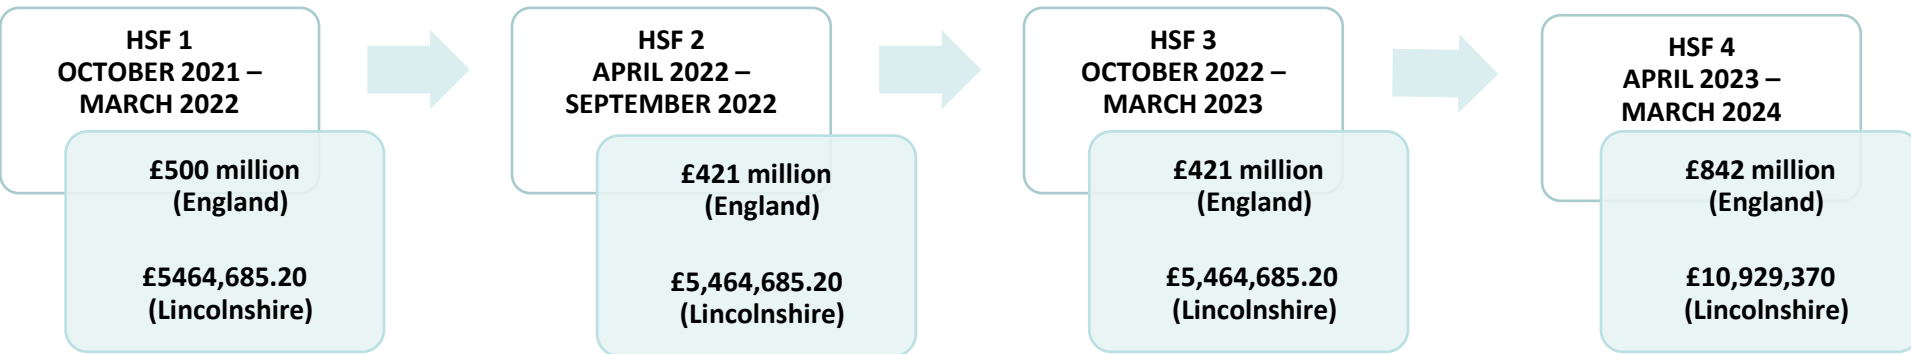 HSF 1
OCTOBER 2021 –
MARCH 2022
£500 million
(England)
£5464,685.20
(Lincolnshire)
HSF 2
APRIL 2022 –
SEPTEMBER 2022
£421 million
(England)
£5,464,685.20
(Lincolnshire)
HSF 3
OCTOBER 2022 –
MARCH 2023
£421 million
(England)
£5,464,685.20
(Lincolnshire)
HSF 4
APRIL 2023 –
MARCH 2024
£842 million
(England)
£10,929,370
(Lincolnshire)